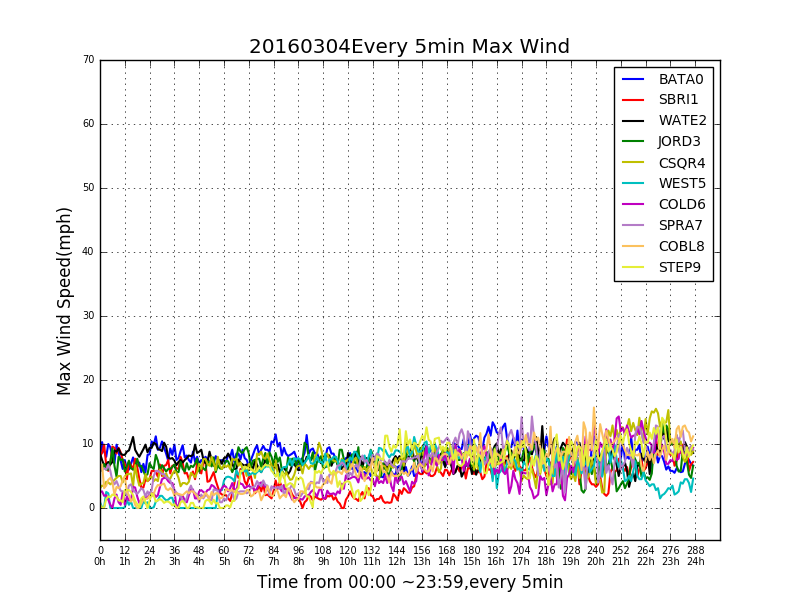 20160304Every 5min Max Wind
Max Wind Speed(mph)
70
60
50
40
30
20
10
0
BATA0
SBRI1
WATE2
JORD3
CSQR4
WEST5
COLD6
SPRA7
COBL8
STEP9
0 12 24 36 48 60 72 84 96 108 120 132 144 156 168 180 192 204 216 228 240 252 264 276 288
0h 1h 2h 3h 4h 5h 6h 7h 8h 9h 10h 11h 12h 13h 14h 15h 16h 17h 18h 19h 20h 21h 22h 23h 24h
Time from 00:00 ~23:59,every 5min